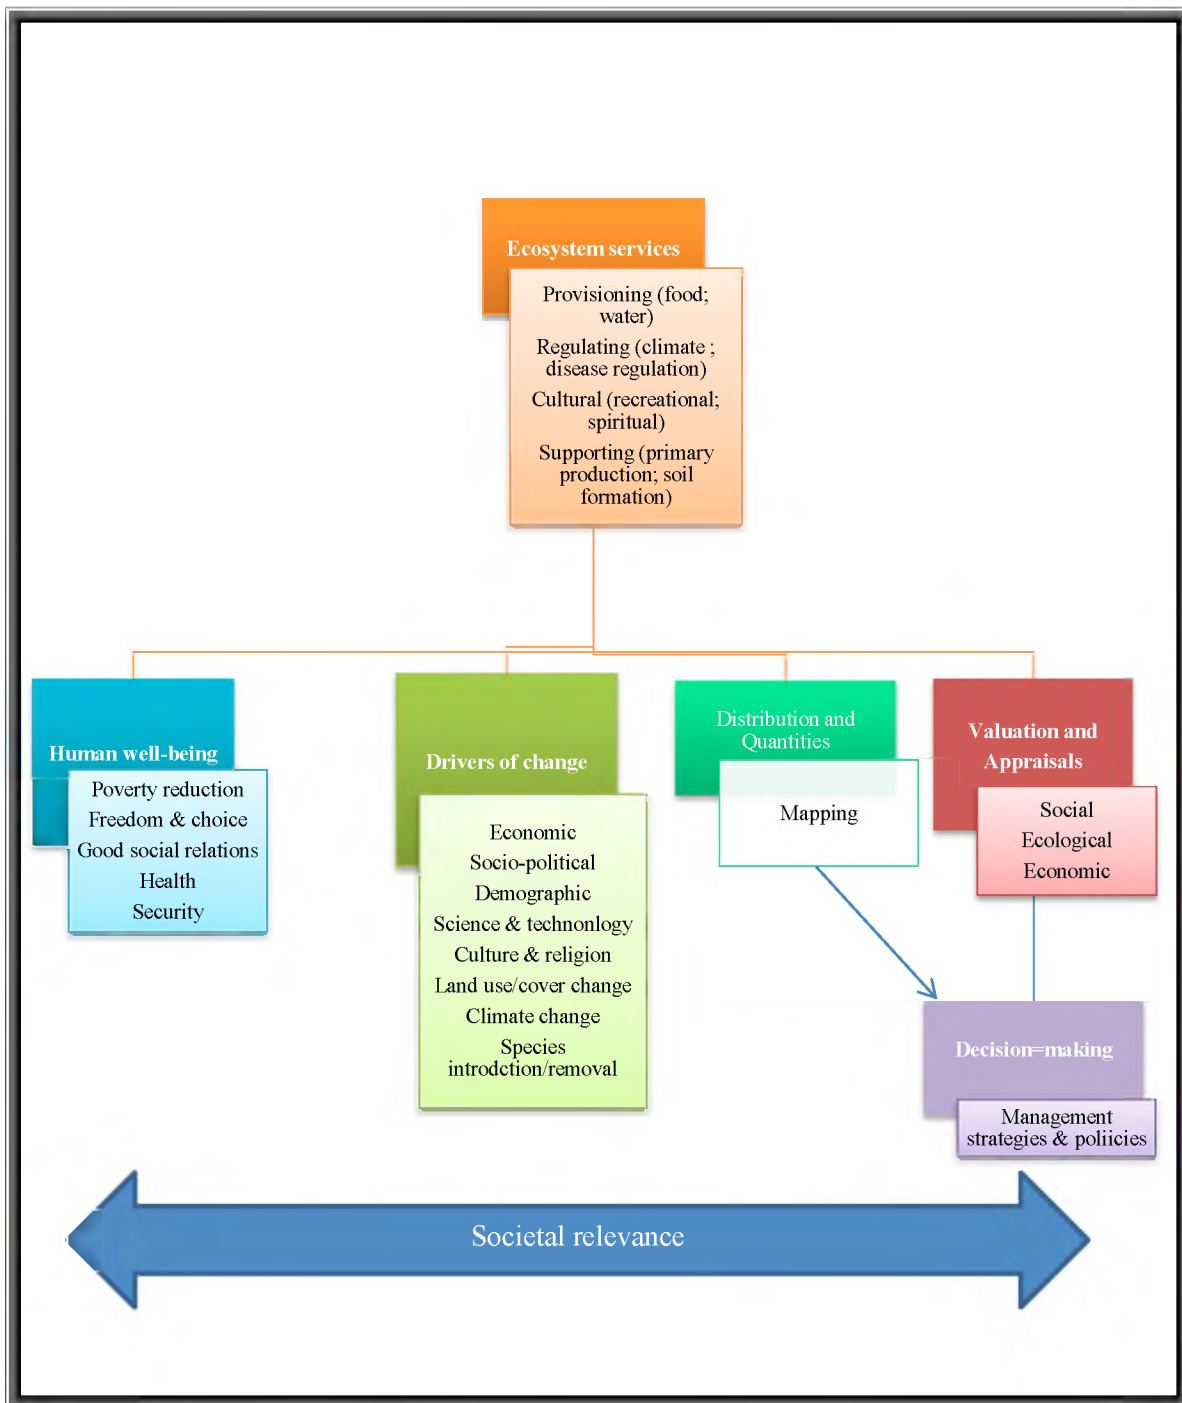 Ecosystem services
Provisioning (food;
water)
Regulating (climate ;
disease regulation)
Cultural (recreational;
spiritual)
Supporting (primary
production; soil
formation)
Human well-being
Poverty reduction
Freedom & choice
Good social relations
Health
Security
Drivers of change
Economic
Socio-political
Demographic
Science & technonlogy
Culture & religion
Land use/cover change
Climate change
Species
introdction/removal
Distribution and
Quantities
Mapping
Valuation and
Appraisals
Social
Ecological
Economic
Decision=making
Management
strategies & poliicies
Societal relevance